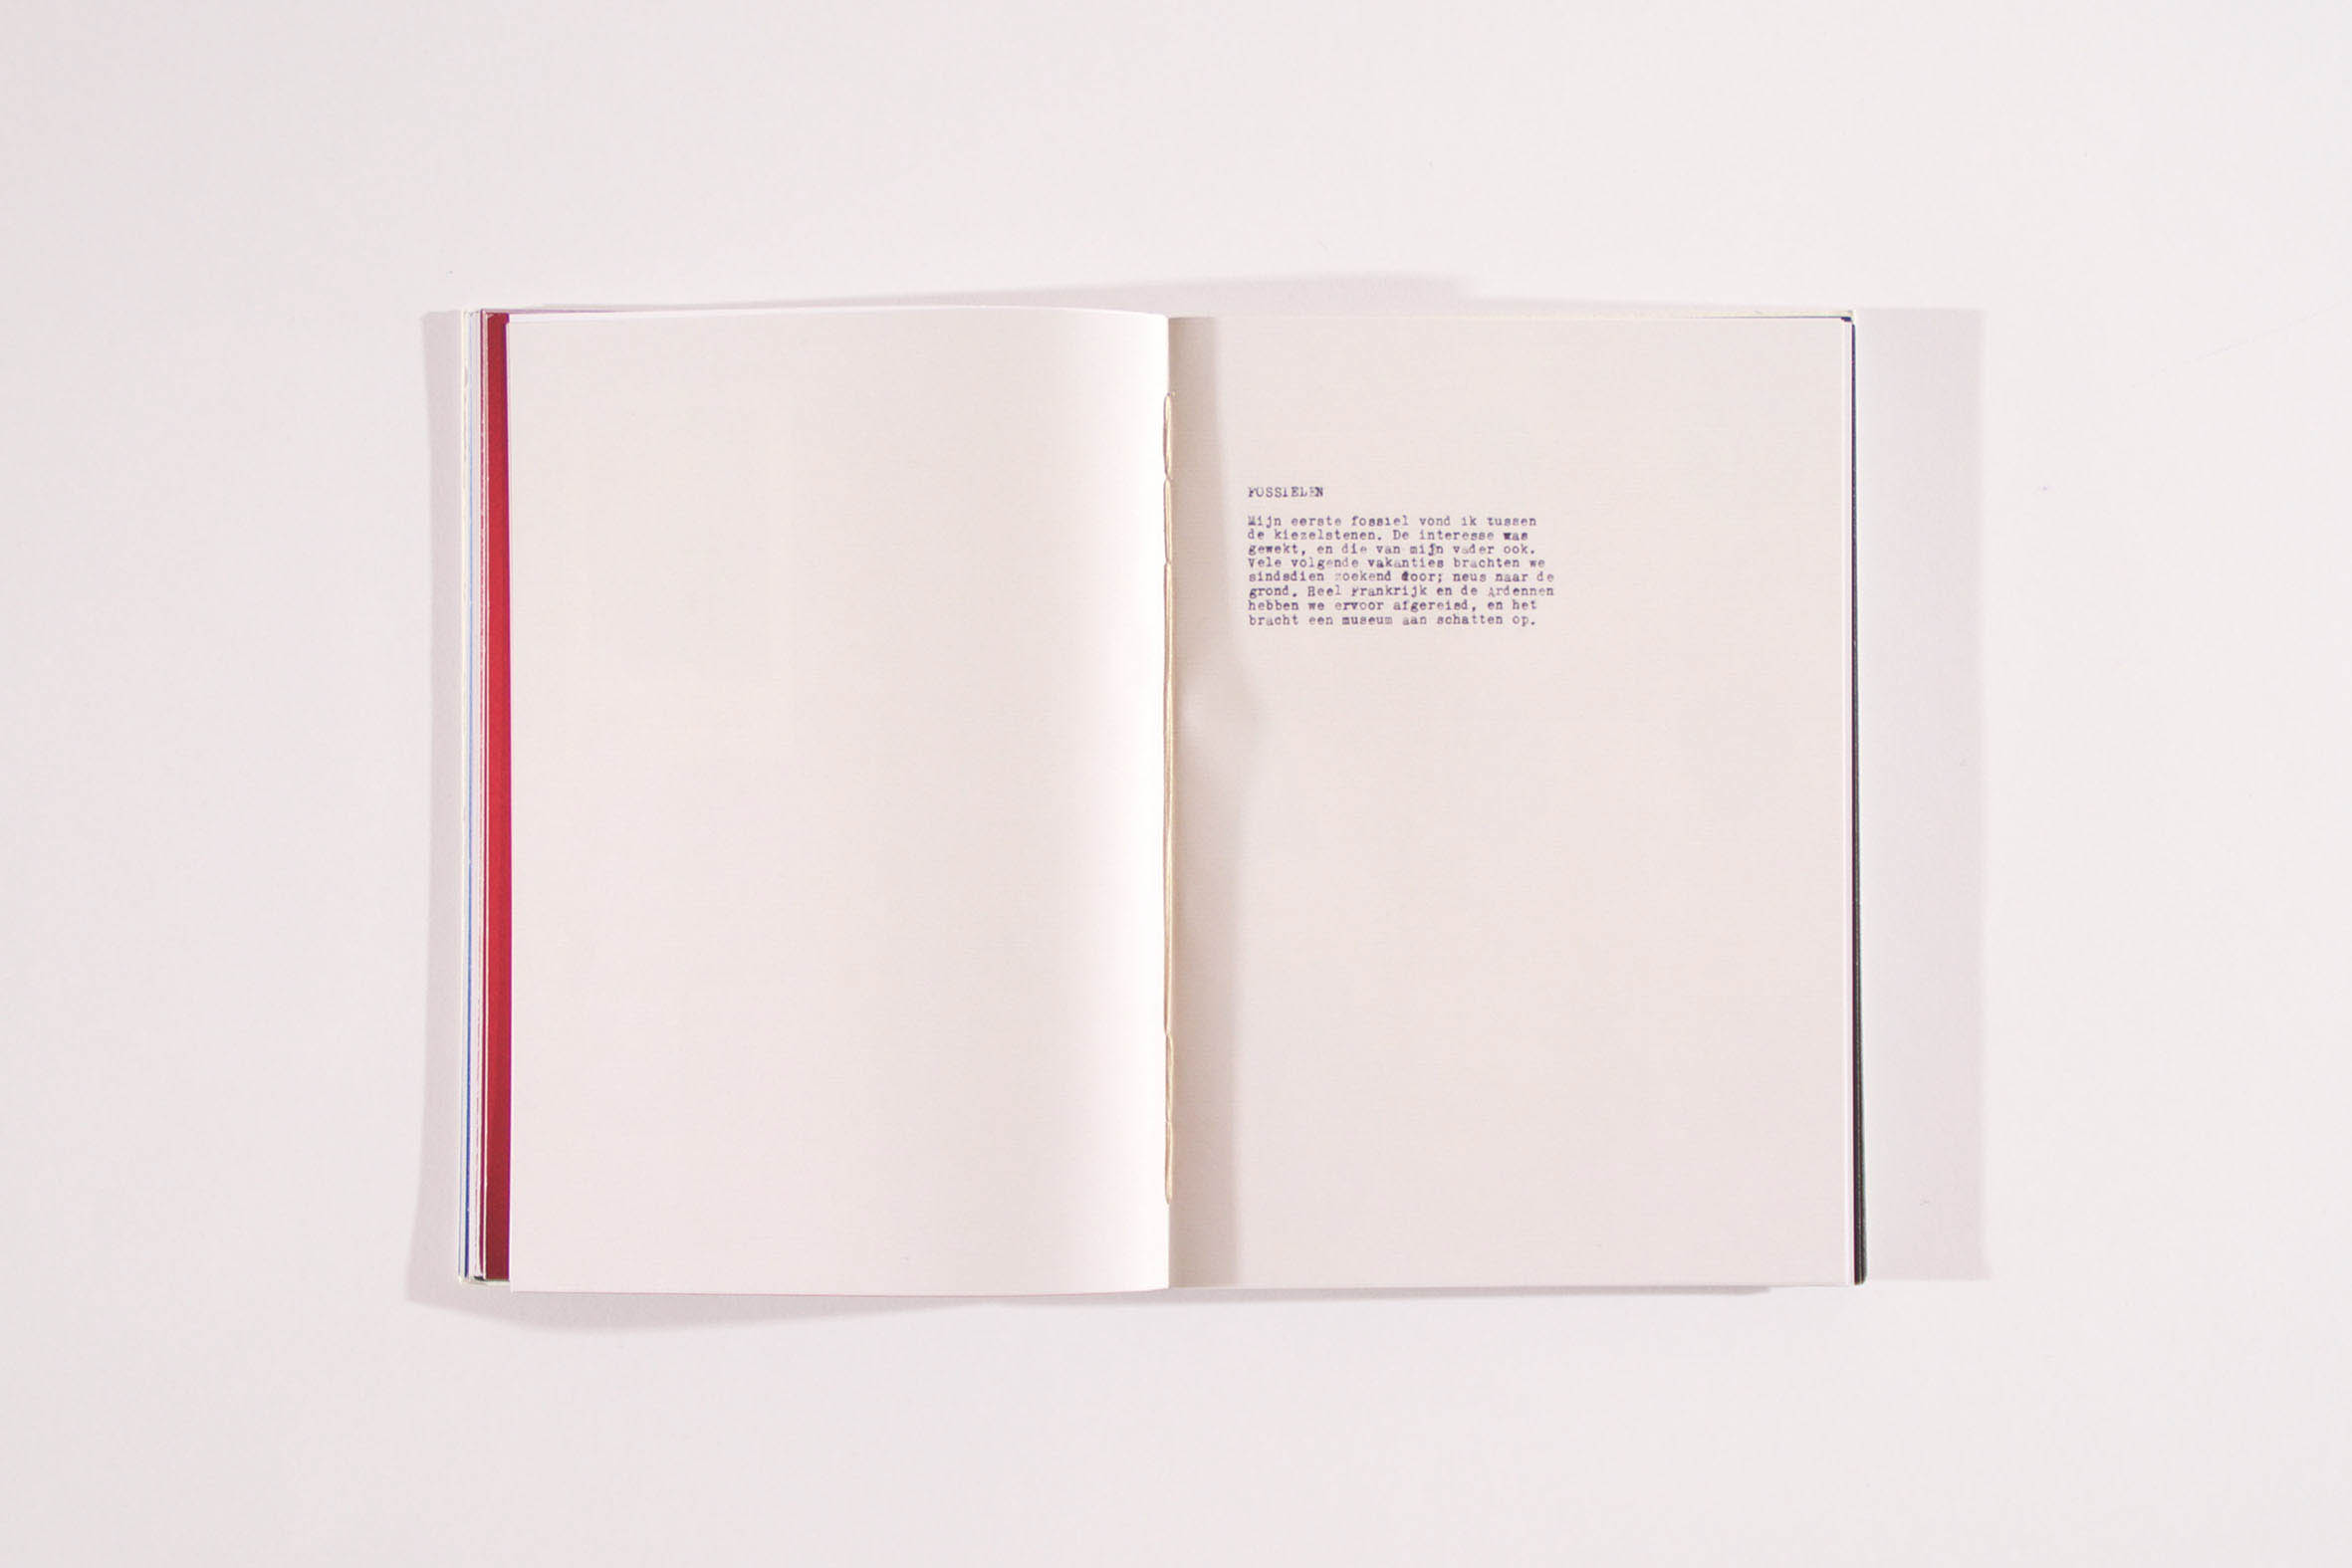 FOSSIELEN
Mijn eerste fossiel vond ik tussen
de kiezelstenen. De interesse was
gewekt, en die van mijn vader ook.
Vele volgende vakanties brachten we
sindsdien zoekend door; neus naar de
grond. Heel Frankrijk en de Ardennen
hebben we ervoor afgereisd, en het
bracht een museum aan schatten op.